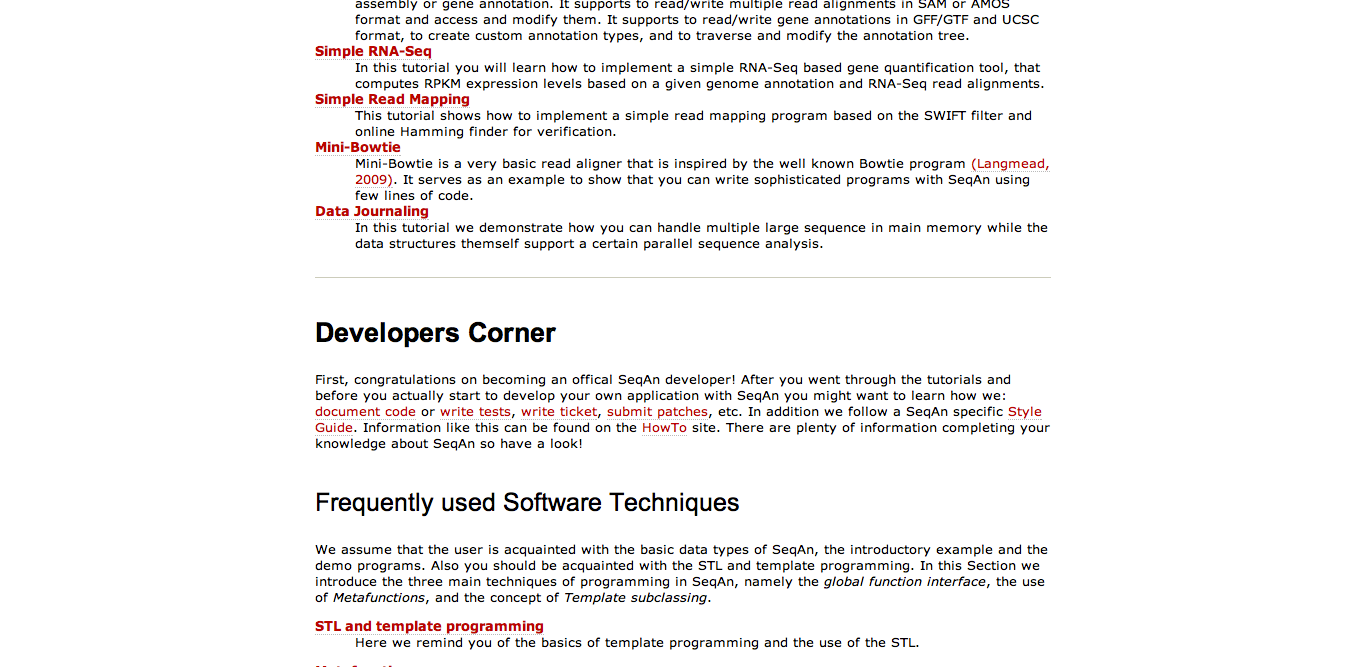 assembly or gene annotation. It supports to read/write multiple read alignments in SAM or AMOS
format and access and modify them. It supports to read/write gene annotations in GFF/GTF and UCSC
format, to create custom annotation types, and to traverse and modify the annotation tree.
Simple RNA-Seq
In this tutorial you will learn how to implement a simple RNA-Seq based gene quantification tool, that
computes RPKM expression levels based on a given genome annotation and RNA-Seq read alignments.
Simple Read Mapping
This tutorial shows how to implement a simple read mapping program based on the SWIFT filter and
online Hamming finder for verification.
Mini-Bowtie
Mini-Bowtie is a very basic read aligner that is inspired by the well known Bowtie program (Langmead,
2009). It serves as an example to show that you can write sophisticated programs with SeqAn using
few lines of code.
Data Journaling
In this tutorial we demonstrate how you can handle multiple large sequence in main memory while the
data structures themself support a certain parallel sequence analysis.
Developers Corner
First, congratulations on becoming an offical SeqAn developer! After you went through the tutorials and
before you actually start to develop your own application with SeqAn you might want to learn how we:
document code or write tests, write ticket, submit patches, etc. In addition we follow a SeqAn specific Style
Guide. Information like this can be found on the HowTo site. There are plenty of information completing your
knowledge about SeqAn so have a look!
Frequently used Software Techniques
We assume that the user is acquainted with the basic data types of SeqAn, the introductory example and the
demo programs. Also you should be acquainted with the STL and template programming. In this Section we
introduce the three main techniques of programming in SeqAn, namely the global function interface, the use
of Metafunctions, and the concept of Template subclassing.
STL and template programming
Here we remind you of the basics of template programming and the use of the STL.